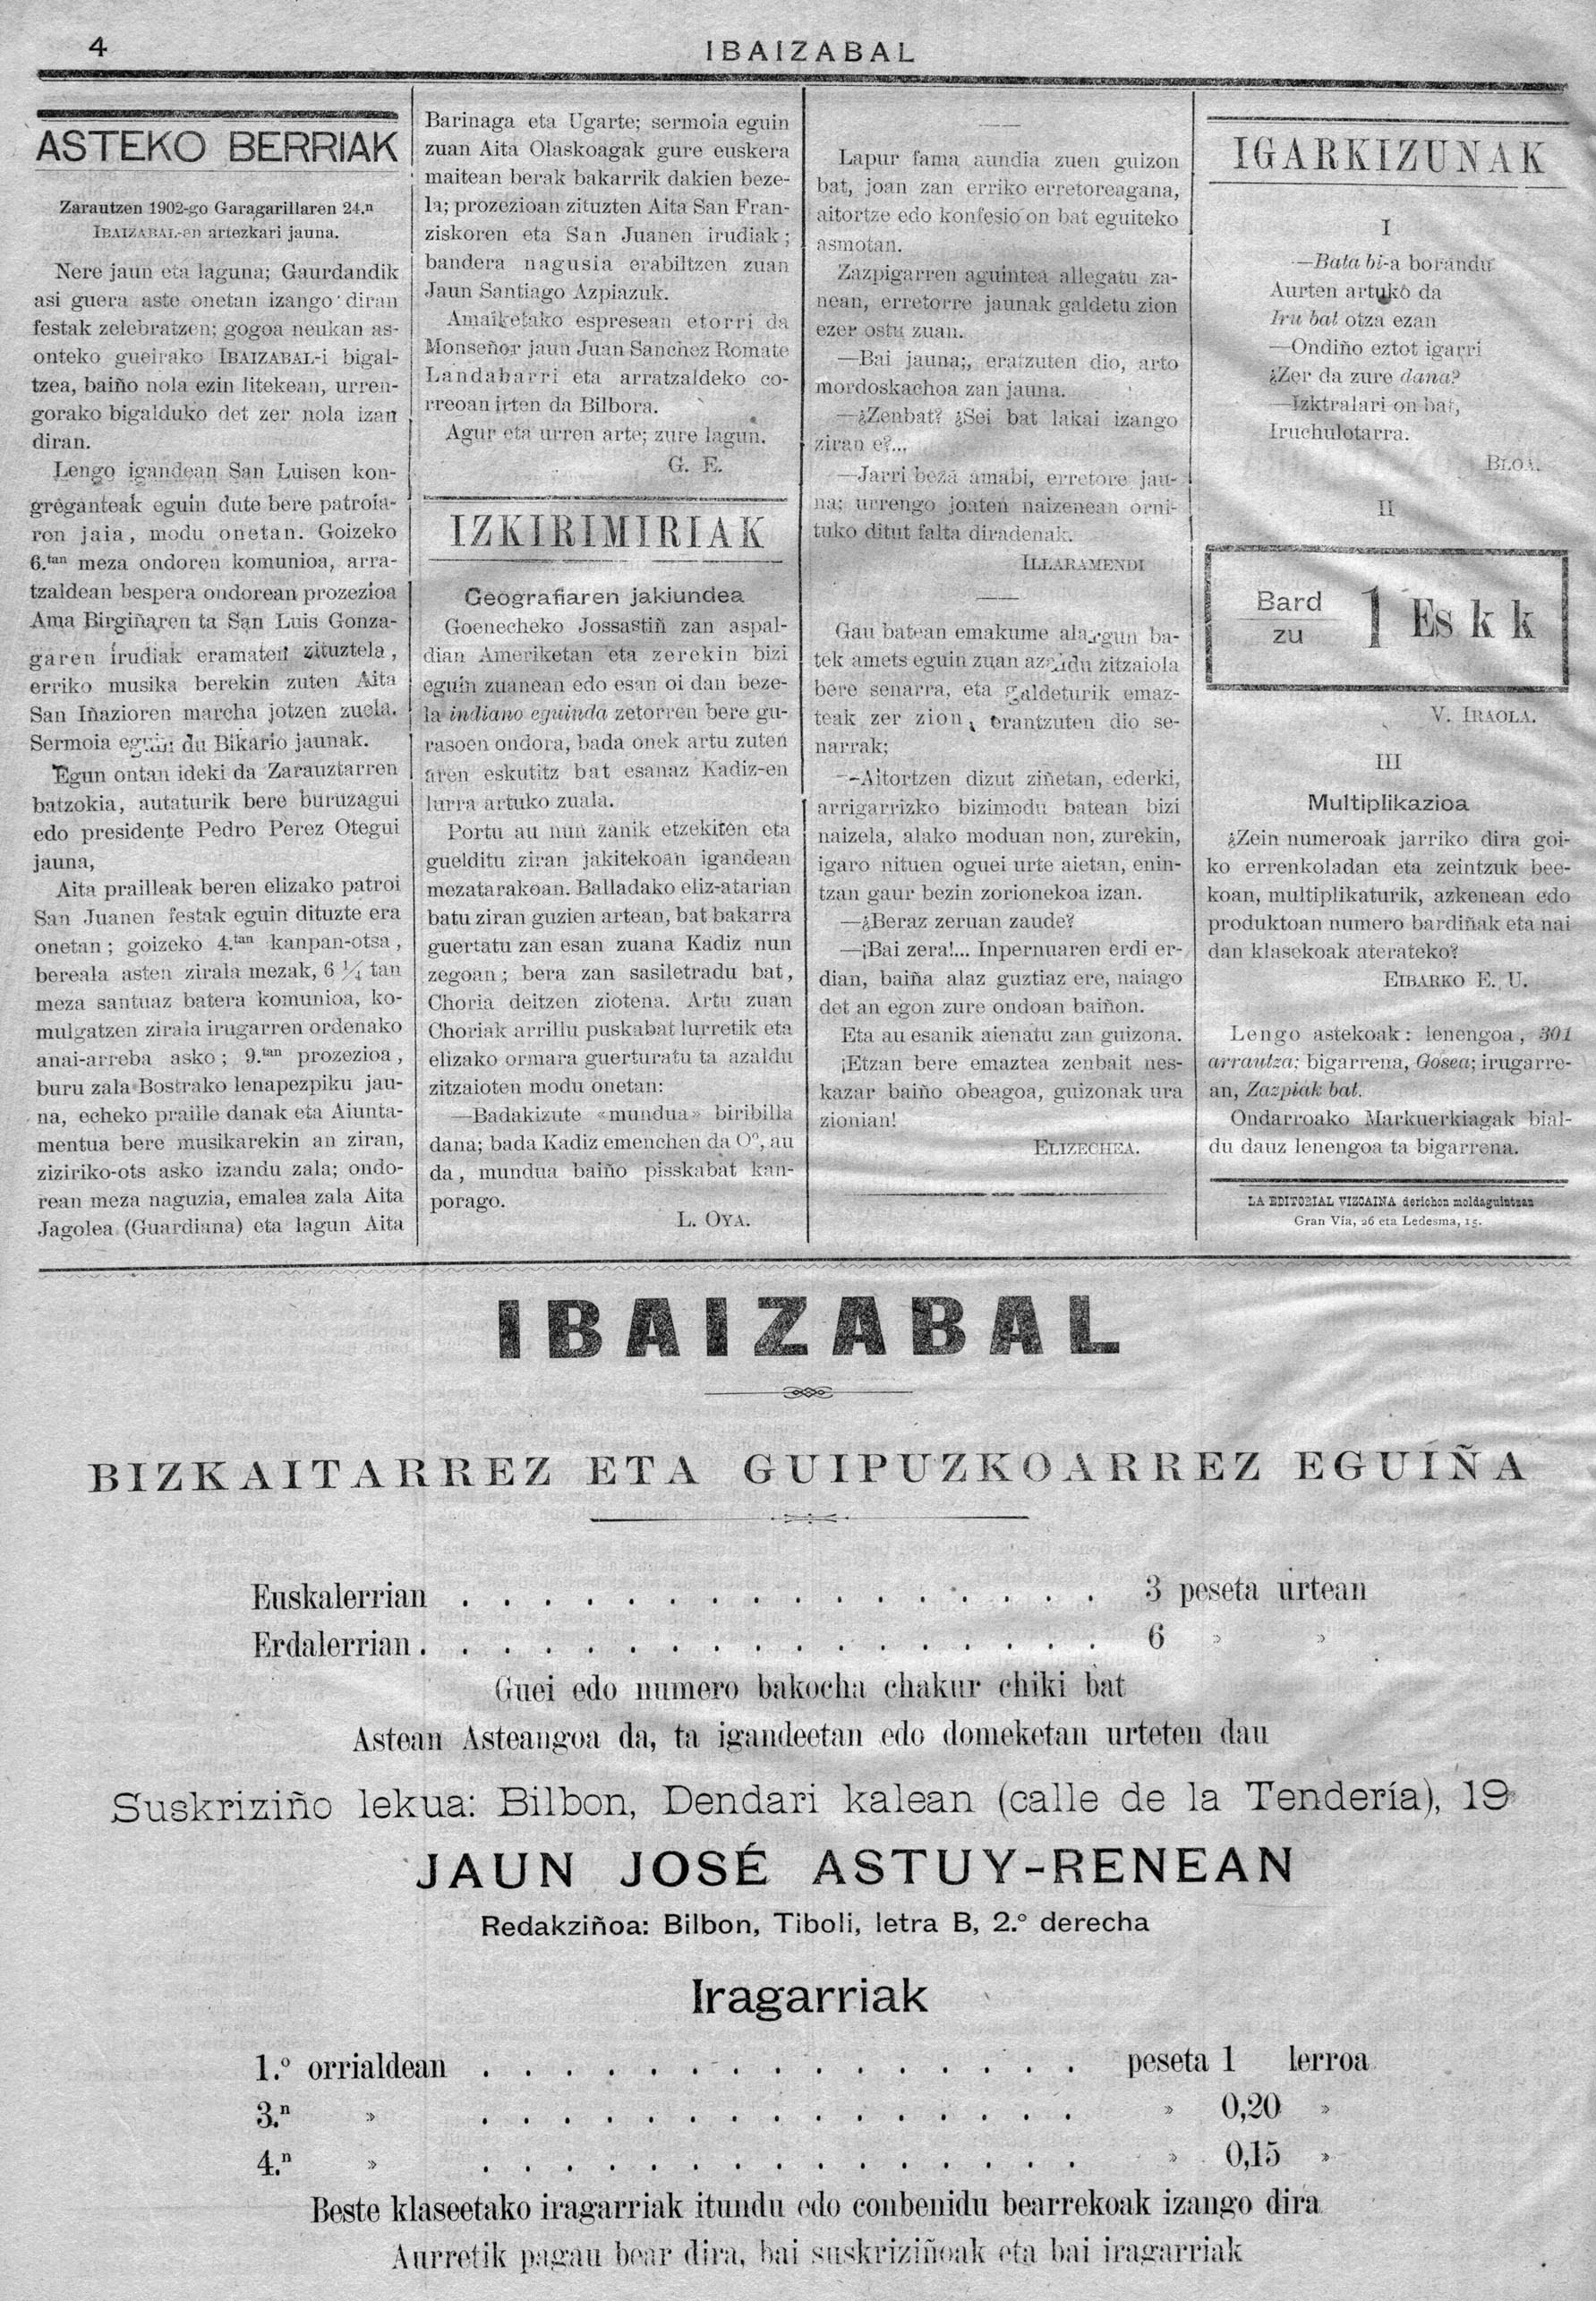 4
IBAIZABAL
ASTEKO BERRIAK
Zarautzen 1902-go Garagarillaren 24.n
IBAIZABAL-en artezkari jauna.
Nere jaun eta laguna; Gaurdandik
asi guera aste onetan izango diran
festak zelebratzen; gogoa neukan as-
onteko gueirako IBAIZABAL-i bigal-
tzea, baiño nola ezin litekean, urren-
gorako bigalduko det zer nola izan
diran.
Lengo igandean San Luisen kon-
greganteak eguin dute bere patroia-
ron jaia, modu onetan. Goizeko
6.tan meza ondoren komunioa, arra-
tzaldean bespera ondorean prozezioa
Ama Birgiñaren ta San Luis Gonza-
garen irudiak eramaten zituztela,
erriko musika berekin zuten Aita
San Iñazioren marcha jotzen zuela.
Sermoia eguin du Bikario jaunak.
Egun ontan ideki da Zarauztarren
batzokia, autaturik bere buruzagui
edo presidente Pedro Perez Otegui
jauna,
Aita prailleak beren elizako patroi
San Juanen festak eguin dituzte era
onetan; goizeko 4.tan kanpan-otsa,
bereala asten zirala mezak, 6 1/4 tan
meza santuaz batera komunioa, ko-
mulgatzen zirala irugarren ordenako
anai-arreba asko; 9.tan prozezioa,
buru zala Bostrako lenapezpiku jau-
na, echeko praille danak eta Aiunta-
mentua bere musikarekin an ziran,
ziziriko-ots asko izandu zala; ondo-
rean meza naguzia, emalea zala Aita
Jagolea (Guardiana) eta lagun Aita
Barinaga eta Ugarte; sermoia eguin
zuan Aita Olaskoagak gure euskera
maitean berak bakarrik dakien beze-
la; prozezioan zituzten Aita San Fran-
ziskoren eta San Juanen irudiak;
bandera nagusia erabiltzen zuan
Jaun Santiago Azpiazuk.
Amaiketako espresean etorri da
Monseñor jaun Juan Sanchez Romate
Landabarri eta arratzaldeko co-
rreoan irten da Bilbora.
Agur eta urren arte; zure lagun.
G. E.
IZKIRIMIRIAK
Geografiaren jakiundea
Goenecheko Jossastiñ zan aspal-
dian Ameriketan eta zerekin bizi
eguin zuanean edo esan oi dan beze-
la indiano eguinda zetorren bere gu-
rasoen ondora, bada onek artu zuten
aren eskutitz bat esanaz Kadiz-en
lurra artuko zuala.
Portu au nun zanik etzekiten eta
guelditu ziran jakitekoan igandean
mezatarakoan. Balladako eliz-atarian
batu ziran guzien artean, bat bakarra
guertatu zan esan zuana Kadiz nun
zegoan; bera zan sasiletradu bat,
Choria deitzen ziotena. Artu zuan
Choriak arrillu puskabat lurretik eta
elizako ormara guerturatu ta azaldu
zitzaioten modu onetan:
—Badakizute «mundua» biribilla
dana; bada Kadiz emenchen da Oº, au
da, mundua baiño pisskabat kan-
porago.
L. OYA.
Lapur fama aundia zuen guizon
bat, joan zan erriko erretoreagana,
aitortze edo konfesio on bat eguiteko
asmotan.
Zazpigarren aguintea allegatu za-
nean, erretorre jaunak galdetu zion
ezer ostu zuan.
—Bai jauna;, eratzuten dio, arto
mordoskachoa zan jauna.
—¿Zenbat? ¿Sei bat lakai izango
ziran e?...
—Jarri beza amabi, erretore jau-
na; urrengo joaten naizenean orni-
tuko ditut falta diradenak.
ILLARAMENDI
Gau batean emakume alargun ba-
tek amets eguin zuan azaldu zitzaiola
bere senarra, eta galdeturik emaz-
teak zer zion, erantzuten dio se-
narrak;
—Aitortzen dizut ziñetan, ederki,
arrigarrizko bizimodu batean bizi
naizela, alako moduan non, zurekin,
igaro nituen oguei urte aietan, enin-
tzan gaur bezin zorionekoa izan.
—¿Beraz zeruan zaude?
—¡Bai zera!... Inpernuaren erdi er-
dian, baiña alaz guztiaz ere, naiago
det an egon zure ondoan baiñon.
Eta au esanik aienatu zan guizona.
¡Etzan bere emaztea zenbait nes-
kazar baiño obeagoa, guizonak ura
zionian!
ELIZECHEA.
IGARKIZUNAK
I
—Bata bi-a borandu
Aurten artuko da
Iru bat otza ezan
—Ondiño eztot igarri
¿Zer da zure dana?
—Izktralari on bat,
Iruchulotarra.
BLOA.
II
Bard
zu
1 Es k k
V. IRAOLA.
III
Multiplikazioa
¿Zein numeroak jarriko dira goi-
ko errenkoladan eta zeintzuk bee-
koan, multiplikaturik, azkenean edo
produktoan numero bardiñak eta nai
dan klasekoak aterateko?
EIBARKO E. U.
Lengo astekoak: lenengoa, 301
arrautza; bigarrena, Gosea; irugarre-
an, Zazpiak bat.
Ondarroako Markuerkiagak bial-
du dauz lenengoa ta bigarrena.
LA EDITORIAL VIZCAINA derichon moldaguintzan
Gran Via, 26 eta Ledesma, 15.
IBAIZABAL
BIZKAITARREZ ETA GUIPUZKOARREZ EGUIÑA
Euskalerrian . . . . . . . . . . . . . . . . 3 peseta urtean
Erdalerrian . . . . . . . . . . . . . . . . . 6 » »
Guei edo numero bakocha chakur chiki bat
Astean Asteangoa da, ta igandeetan edo domeketan urteten dau
Suskriziño lekua: Bilbon, Dendari kalean (calle de la Tendería), 19
JAUN JOSÉ ASTUY-RENEAN
Redakziñoa: Bilbon, Tiboli, letra B, 2.º derecha
Iragarriak
1.º orrialdean . . . . . . . . . . . . . . . peseta 1 lerroa
3.n » . . . . . . . . . . . . . . . » 0,20 »
4.n » . . . . . . . . . . . . . . . » 0,15 »
Beste klaseetako iragarriak itundu edo conbenidu bearrekoak izango dira
Aurretik pagau bear dira, bai suskriziñoak eta bai iragarriak